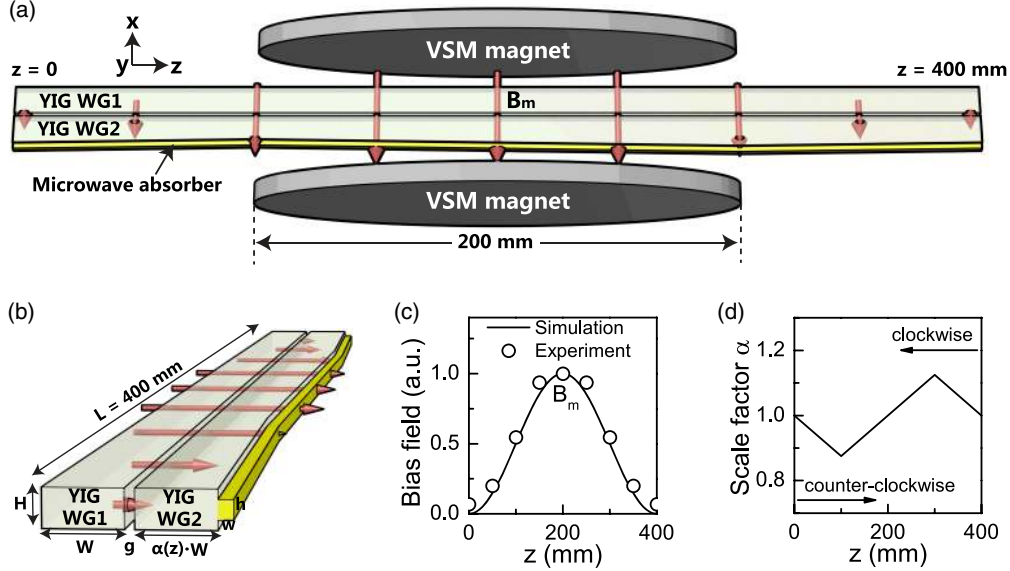 (a)
VSM magnet
x
y
z
z = 0
z = 400 mm
YIG WG1
Bm
YIG WG2
Microwave absorber
VSM magnet
200 mm
(b)
L = 400 mm
H
YIG
WG1
YIG
WG2
h
w
W
g
α(z)·W
(c)
Simulation
Experiment
Bm
Bias field (a.u.)
1.0
0.5
0.0
0
200
400
z (mm)
(d)
clockwise
counter-clockwise
Scale factor α
1.2
1.0
0.8
0
200
400
z (mm)